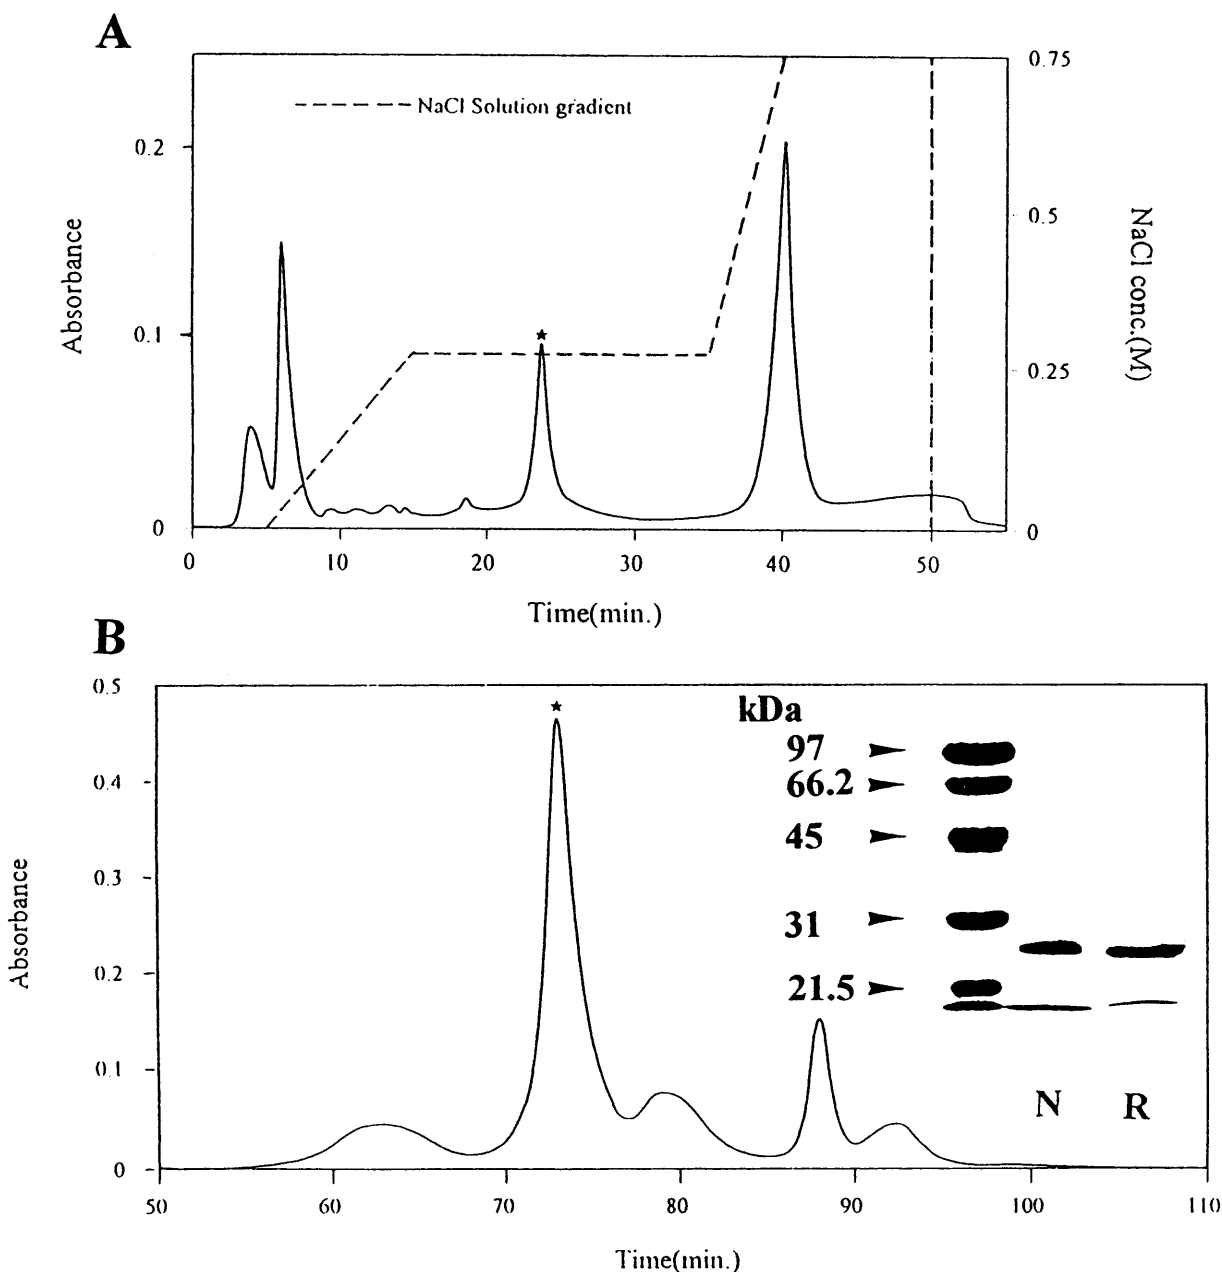 A
NaCl Solution gradient
0.2
0.1
0
Absorbance
0.75
0.5
0.25
0
NaCl conc.(M)
0 10 20 30 40 50
Time(min.)
B
0.5
0.4
0.3
0.2
0.1
0
Absorbance
kDa
97
66.2
45
31
21.5
N R
50 60 70 80 90 100 110
Time(min.)